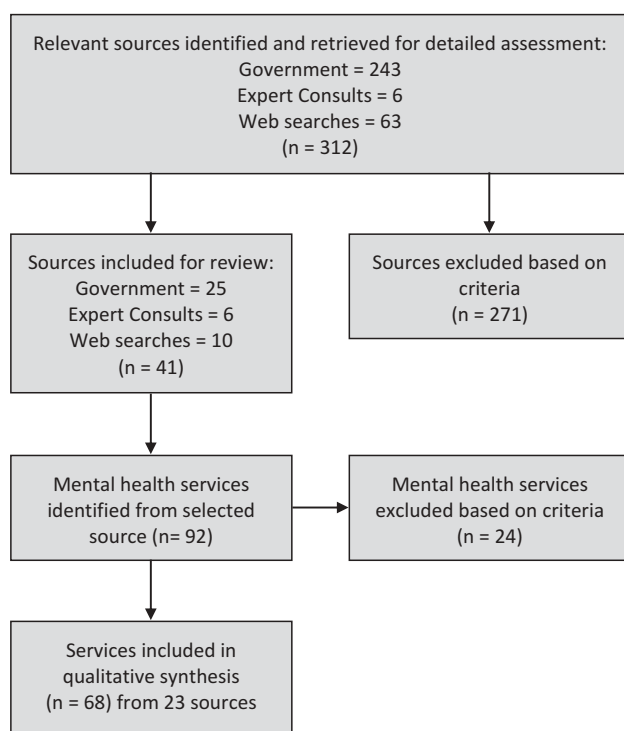 Relevant sources identified and retrieved for detailed assessment:
Government = 243
Expert Consults = 6
Web searches = 63
(n = 312)
Sources included for review:
Government = 25
Expert Consults = 6
Web searches = 10
(n = 41)
Sources excluded based on
criteria
(n = 271)
Mental health services
identified from selected
source (n= 92)
Mental health services
excluded based on criteria
(n = 24)
Services included in
qualitative synthesis
(n = 68) from 23 sources